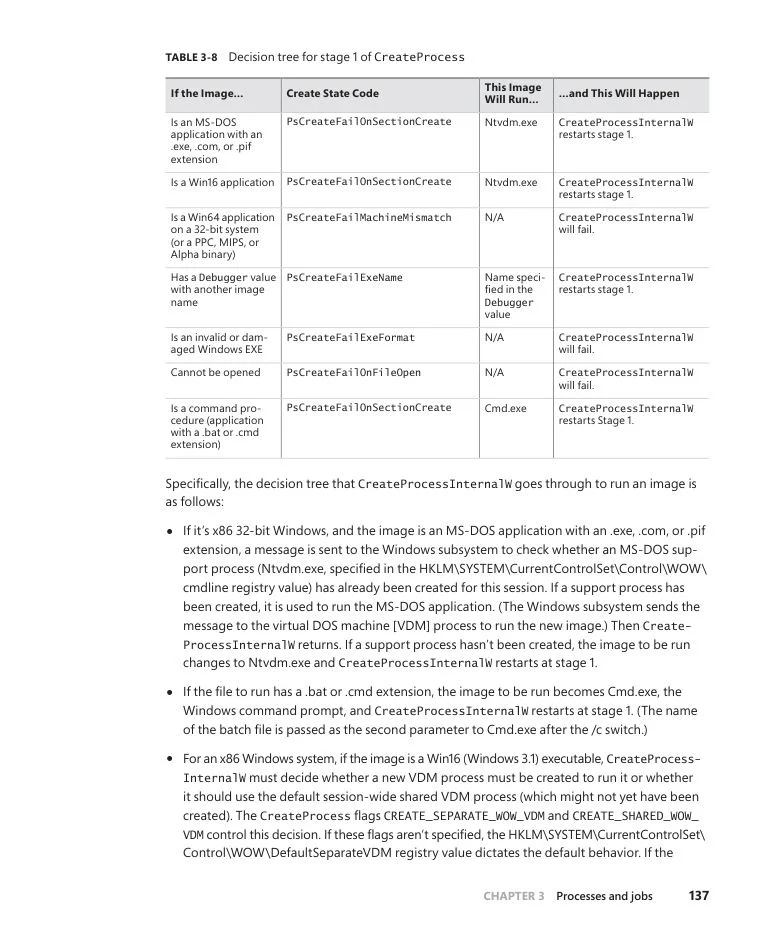 TABLE 3-8 Decision tree for stage 1 of CreateProcess
If the Image... Create State Code This Image Will Run... ...and This Will Happen
Is an MS-DOS application with an .exe, .com, or .pif extension PsCreateFailOnSectionCreate Ntvdm.exe CreateProcessInternalW restarts stage 1.
Is a Win16 application PsCreateFailOnSectionCreate Ntvdm.exe CreateProcessInternalW restarts stage 1.
Is a Win64 application on a 32-bit system (or a PPC, MIPS, or Alpha binary) PsCreateFailMachineMismatch N/A CreateProcessInternalW will fail.
Has a Debugger value with another image name PsCreateFailExeName Name speci-fied in the Debugger value CreateProcessInternalW restarts stage 1.
Is an invalid or dam-aged Windows EXE PsCreateFailExeFormat N/A CreateProcessInternalW will fail.
Cannot be opened PsCreateFailOnFileOpen N/A CreateProcessInternalW will fail.
Is a command pro-cedure (application with a .bat or .cmd extension) PsCreateFailOnSectionCreate Cmd.exe CreateProcessInternalW restarts Stage 1.
Specifically, the decision tree that CreateProcessInternalW goes through to run an image is
as follows:
• If it's x86 32-bit Windows, and the image is an MS-DOS application with an .exe, .com, or .pif
extension, a message is sent to the Windows subsystem to check whether an MS-DOS sup-
port process (Ntvdm.exe, specified in the HKLM\SYSTEM\CurrentControlSet\Control\WOW\
cmdline registry value) has already been created for this session. If a support process has
been created, it is used to run the MS-DOS application. (The Windows subsystem sends the
message to the virtual DOS machine [VDM] process to run the new image.) Then Create-
ProcessInternalW returns. If a support process hasn't been created, the image to be run
changes to Ntvdm.exe and CreateProcessInternalW restarts at stage 1.
• If the file to run has a .bat or .cmd extension, the image to be run becomes Cmd.exe, the
Windows command prompt, and CreateProcessInternalW restarts at stage 1. (The name
of the batch file is passed as the second parameter to Cmd.exe after the /c switch.)
• For an x86 Windows system, if the image is a Win16 (Windows 3.1) executable, CreateProcess-
InternalW must decide whether a new VDM process must be created to run it or whether
it should use the default session-wide shared VDM process (which might not yet have been
created). The CreateProcess flags CREATE_SEPARATE_WOW_VDM and CREATE_SHARED_WOW_
VDM control this decision. If these flags aren't specified, the HKLM\SYSTEM\CurrentControlSet\
Control\WOW\DefaultSeparateVDM registry value dictates the default behavior. If the
CHAPTER 3 Processes and jobs 137